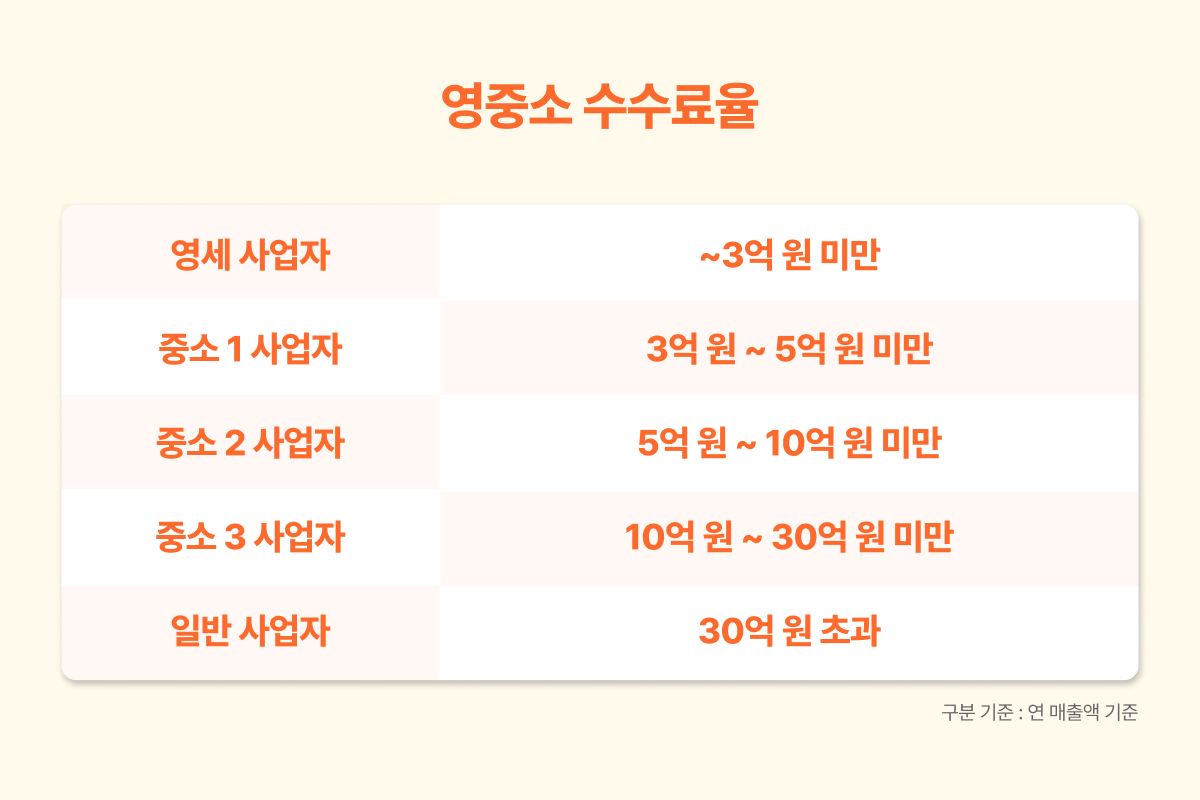 영중소 수수료율
영세 사업자 ~3억 원 미만
중소 1 사업자 3억 원 ~ 5억 원 미만
중소 2 사업자 5억 원 ~ 10억 원 미만
중소 3 사업자 10억 원 ~ 30억 원 미만
일반 사업자 30억 원 초과
구분 기준 : 연 매출액 기준